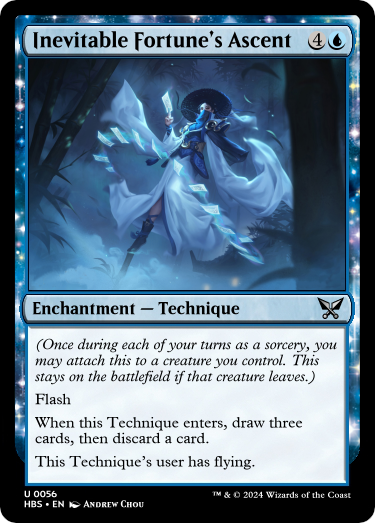 Inevitable Fortune's Ascent 4
Enchantment — Technique
(Once during each of your turns as a sorcery, you
may attach this to a creature you control. This
stays on the battlefield if that creature leaves.)
Flash
When this Technique enters, draw three
cards, then discard a card.
This Technique's user has flying.
U 0056
HBS • EN Andrew Chou
™ & © 2024 Wizards of the Coast